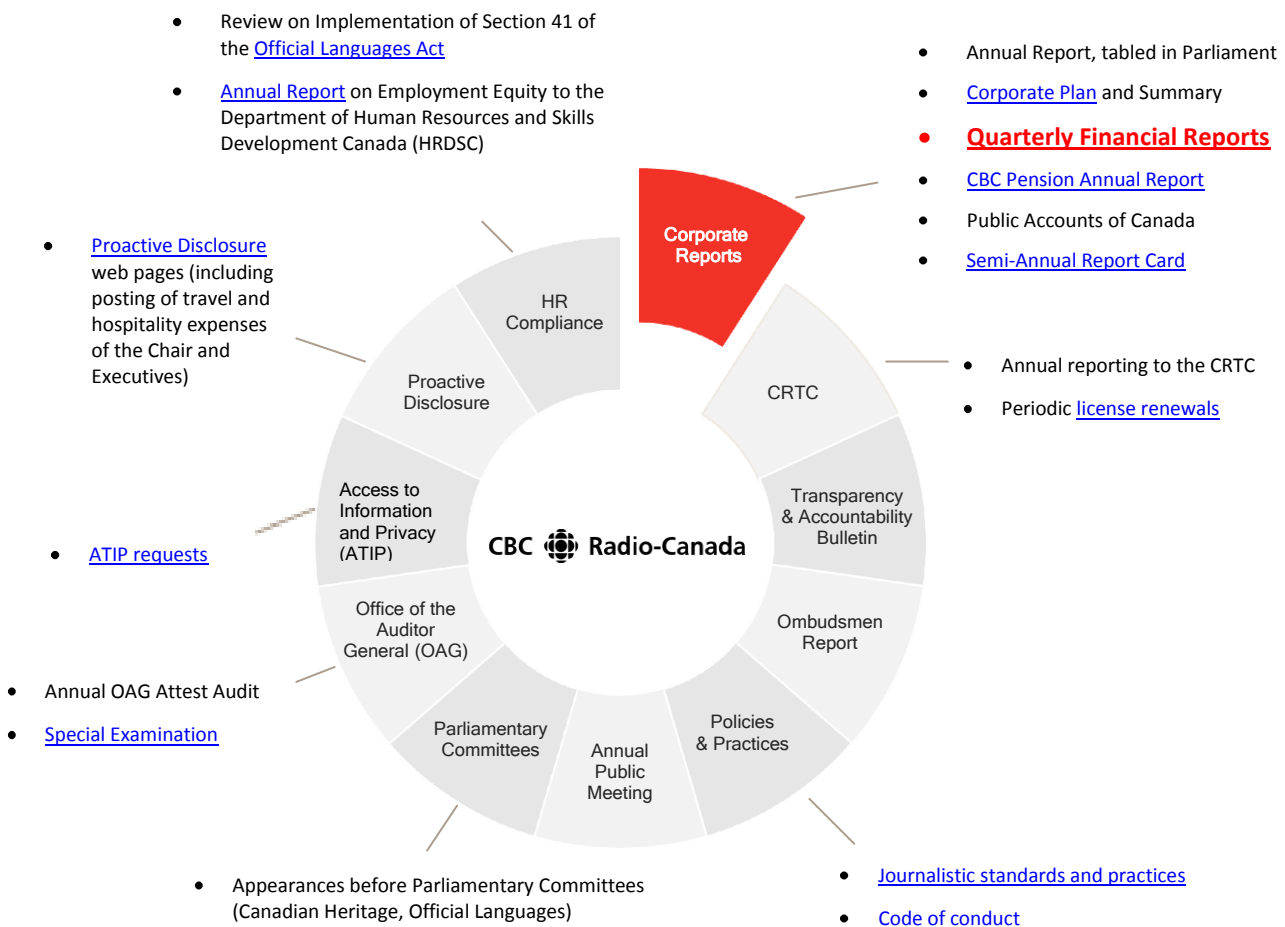 • Review on Implementation of Section 41 of
the Official Languages Act
• Annual Report on Employment Equity to the
Department of Human Resources and Skills
Development Canada (HRDSC)
• Annual Report, tabled in Parliament
• Corporate Plan and Summary
• Quarterly Financial Reports
• CBC Pension Annual Report
• Public Accounts of Canada
• Semi-Annual Report Card
• Proactive Disclosure
web pages (including
posting of travel and
hospitality expenses
of the Chair and
Executives)
Corporate
Reports
HR
Compliance
• Annual reporting to the CRTC
• Periodic license renewals
CRTC
Proactive
Disclosure
Transparency
& Accountability
Bulletin
Access to
Information
and Privacy
(ATIP)
CBC Radio-Canada
• ATIP requests
Ombudsmen
Report
Office of the
Auditor
General (OAG)
• Annual OAG Attest Audit
• Special Examination
Policies
& Practices
Parliamentary
Committees
Annual
Public
Meeting
• Appearances before Parliamentary Committees
(Canadian Heritage, Official Languages)
• Journalistic standards and practices
• Code of conduct